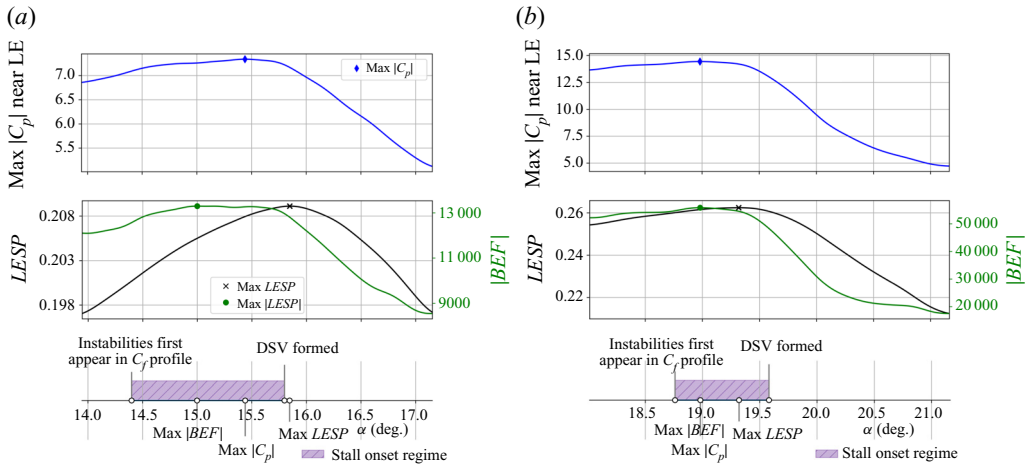 (a)
Max |Cp| near LE
7.0
6.5
6.0
5.5
Max |Cp|
LESP
0.208
0.203
0.198
13 000
11 000
9000
|BEF|
Max LESP
Max |LESP|
Instabilities first
appear in Cf profile
DSV formed
14.0 14.5 15.0 15.5 16.0 16.5 17.0
Max |BEF|
Max LESP
α (deg.)
Max |Cp|
Stall onset regime
(b)
Max |Cp| near LE
15.0
12.5
10.0
7.5
5.0
LESP
0.26
0.24
0.22
50 000
40 000
30 000
20 000
|BEF|
Instabilities first
appear in Cf profile
DSV formed
18.5 19.0 19.5 20.0 20.5 21.0
Max |BEF|
Max LESP
α (deg.)
Max |Cp|
Stall onset regime